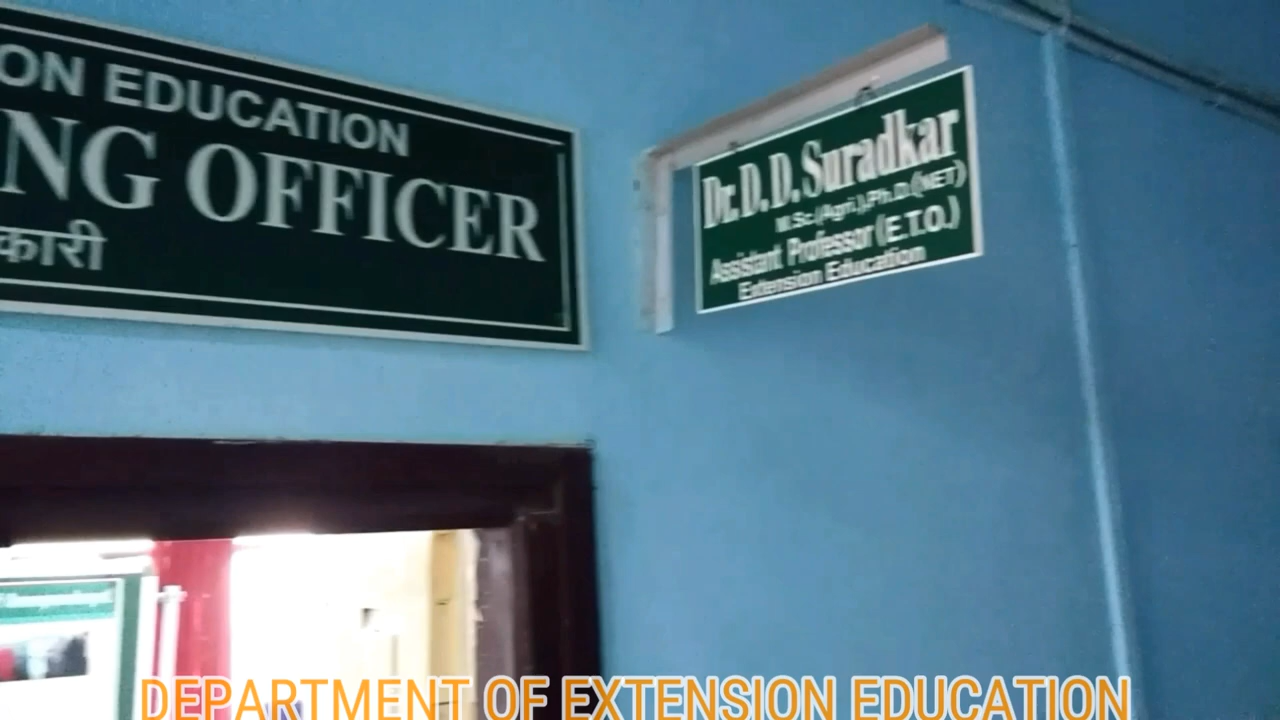 ON EDUCATION
NG OFFICER
कारी
Dr. D. D. Suradkar
M.Sc.(Agri.),Ph.D.(NET)
Assistant Professor (E.T.O.)
Extension Education
DEPARTMENT OF EXTENSION EDUCATION